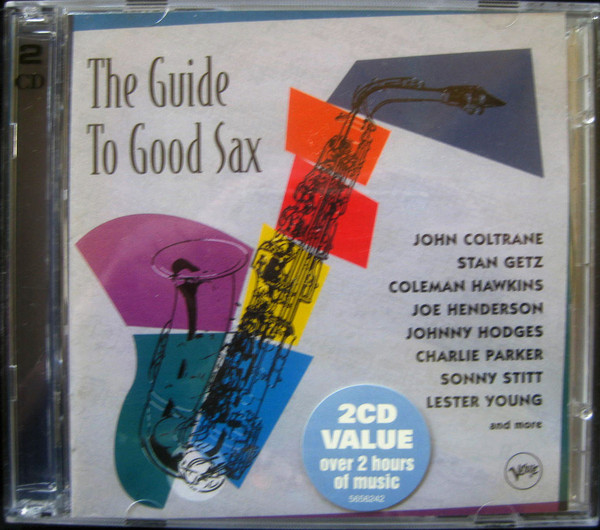 2
CD
The Guide
To Good Sax
JOHN COLTRANE
STAN GETZ
COLEMAN HAWKINS
JOE HENDERSON
JOHNNY HODGES
CHARLIE PARKER
SONNY STITT
LESTER YOUNG
and more
2CD
VALUE
over 2 hours
of music
5656242
Verve